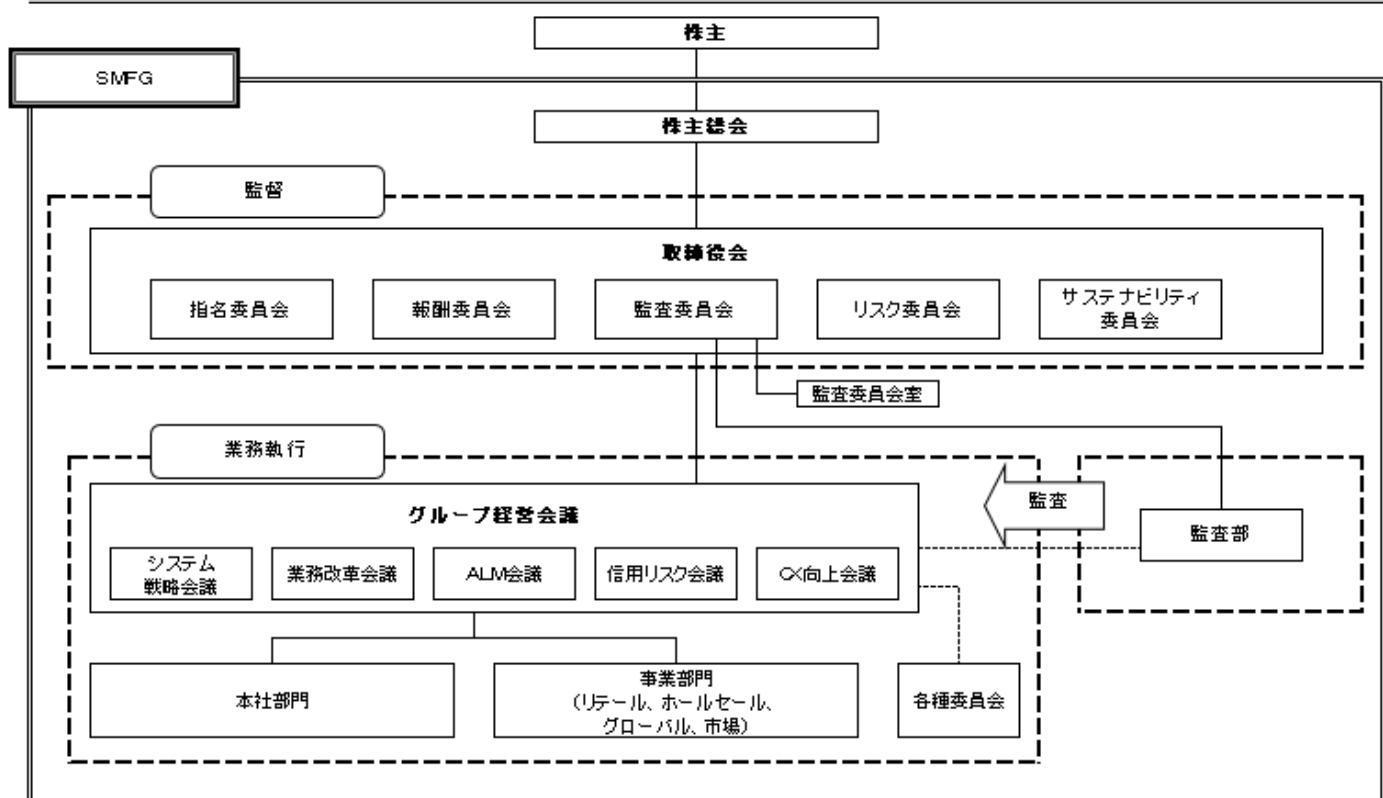 株主
SMFG
株主総会
監督
取締役会
指名委員会
報酬委員会
監査委員会
リスク委員会
サステナビリティ
委員会
監査委員会室
業務執行
グループ経営会議
監査
監査部
システム
戦略会議
業務改革会議
ALM会議
信用リスク会議
CX向上会議
本社部門
事業部門
(リテール、ホールセール、
グローバル、市場)
各種委員会